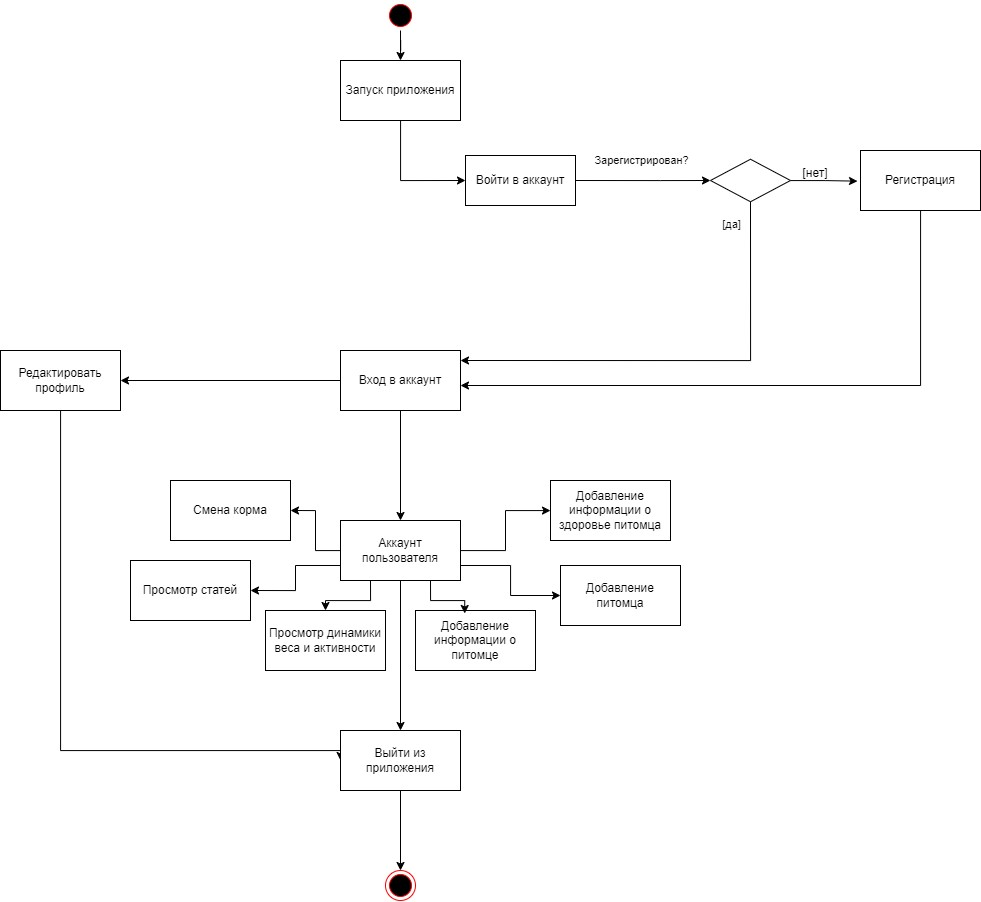 Запуск приложения
Войти в аккаунт
Зарегистрирован?
[нет]
Регистрация
[да]
Редактировать
профиль
Вход в аккаунт
Смена корма
Добавление
информации о
здоровье питомца
Аккаунт
пользователя
Просмотр статей
Добавление
питомца
Просмотр динамики
веса и активности
Добавление
информации о
питомце
Выйти из
приложения